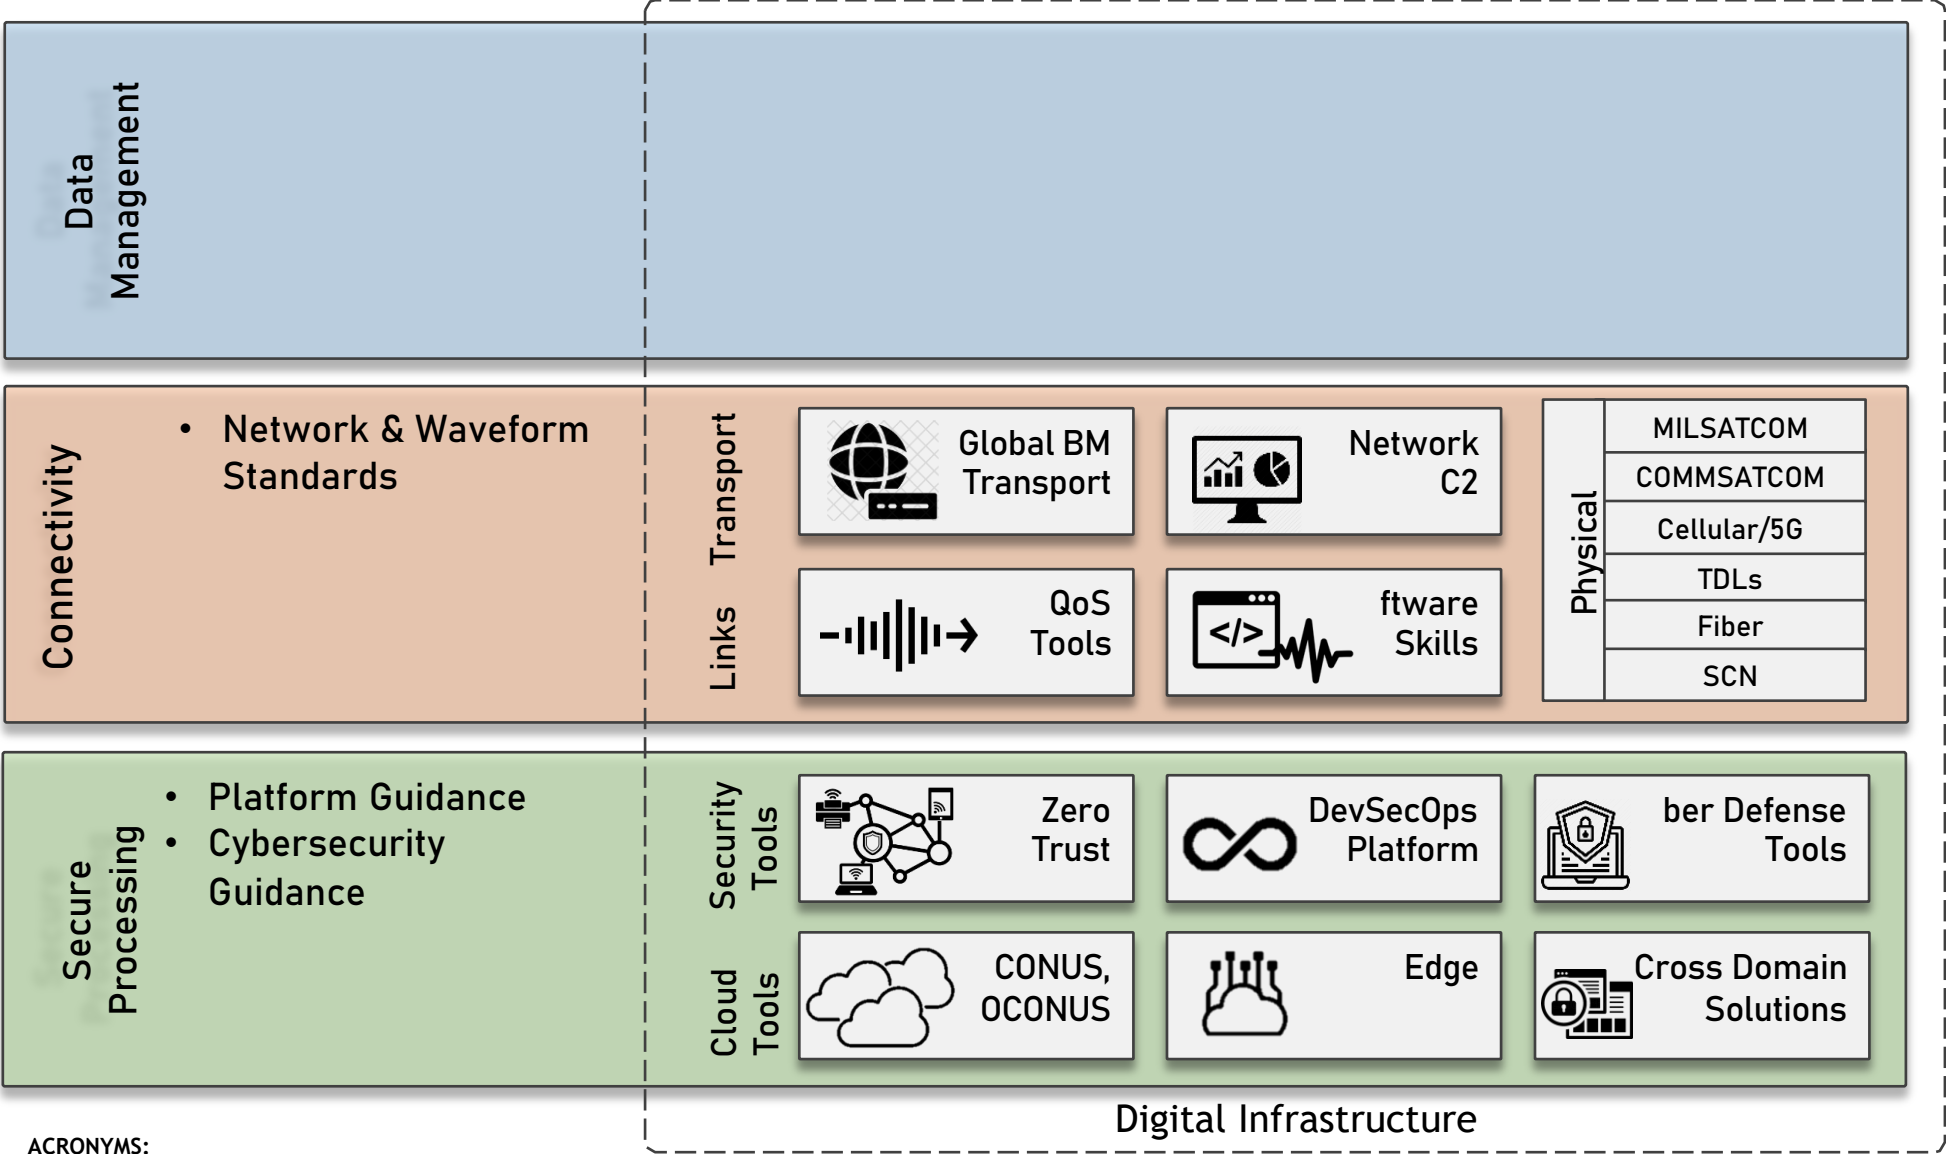 Data
Management
Connectivity
• Network & Waveform
Standards
Transport
Links
Global BM
Transport
Network
C2
QoS
Tools
</>
ftware
Skills
Physical
MILSATCOM
COMMSATCOM
Cellular/5G
TDLs
Fiber
SCN
Secure
Processing
• Platform Guidance
• Cybersecurity
Guidance
Security
Tools
Cloud
Tools
Zero
Trust
DevSecOps
Platform
ber Defense
Tools
CONUS,
OCONUS
Edge
Cross Domain
Solutions
Digital Infrastructure
ACRONYMS: